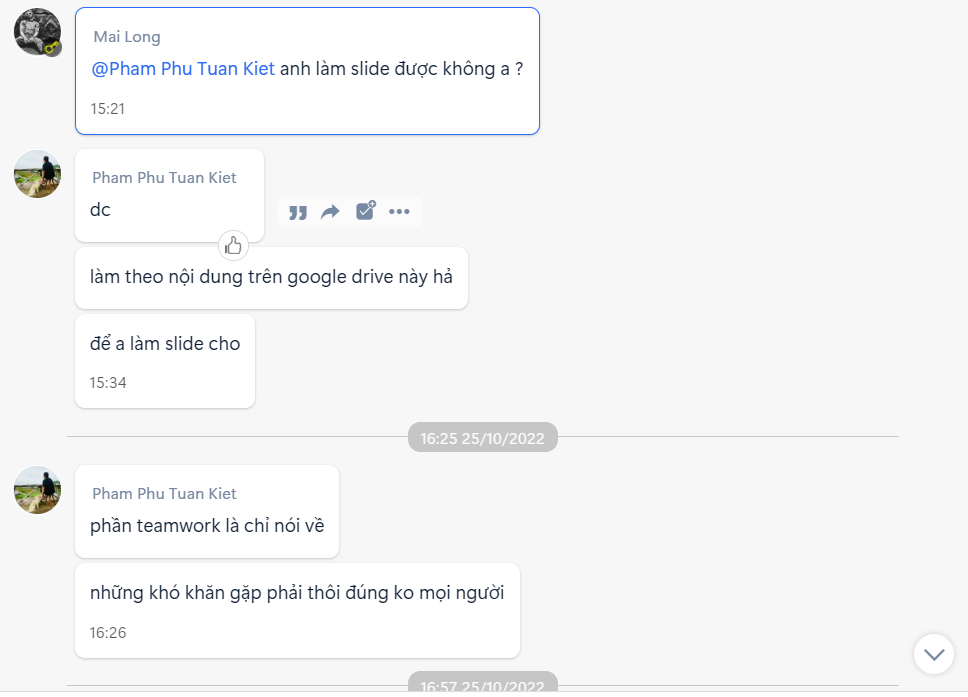 Mai Long
@Pham Phu Tuan Kiet anh làm slide được không a ?
15:21
Pham Phu Tuan Kiet
dc
làm theo nội dung trên google drive này hả
để a làm slide cho
15:34
16:25 25/10/2022
Pham Phu Tuan Kiet
phần teamwork là chỉ nói về
những khó khăn gặp phải thôi đúng ko mọi người
16:26
16:57 25/10/2022